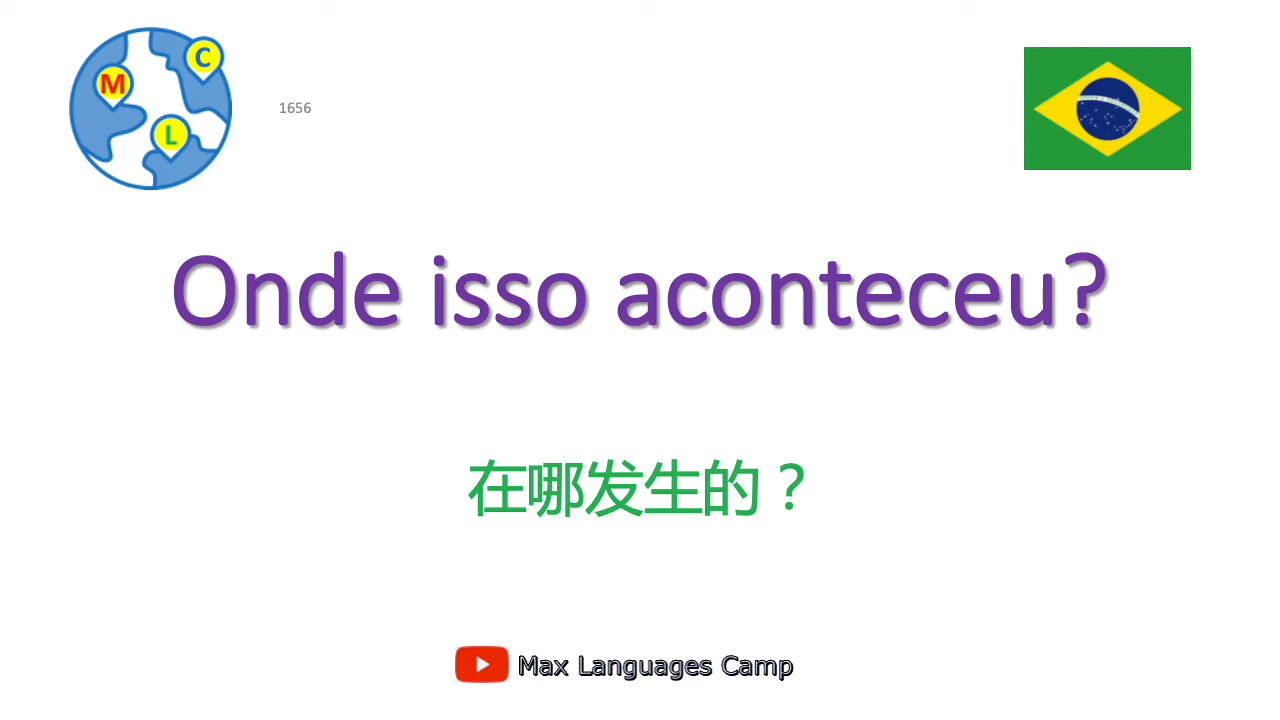 C
M
L
1656
Onde isso aconteceu?
在哪发生的？
Max Languages Camp